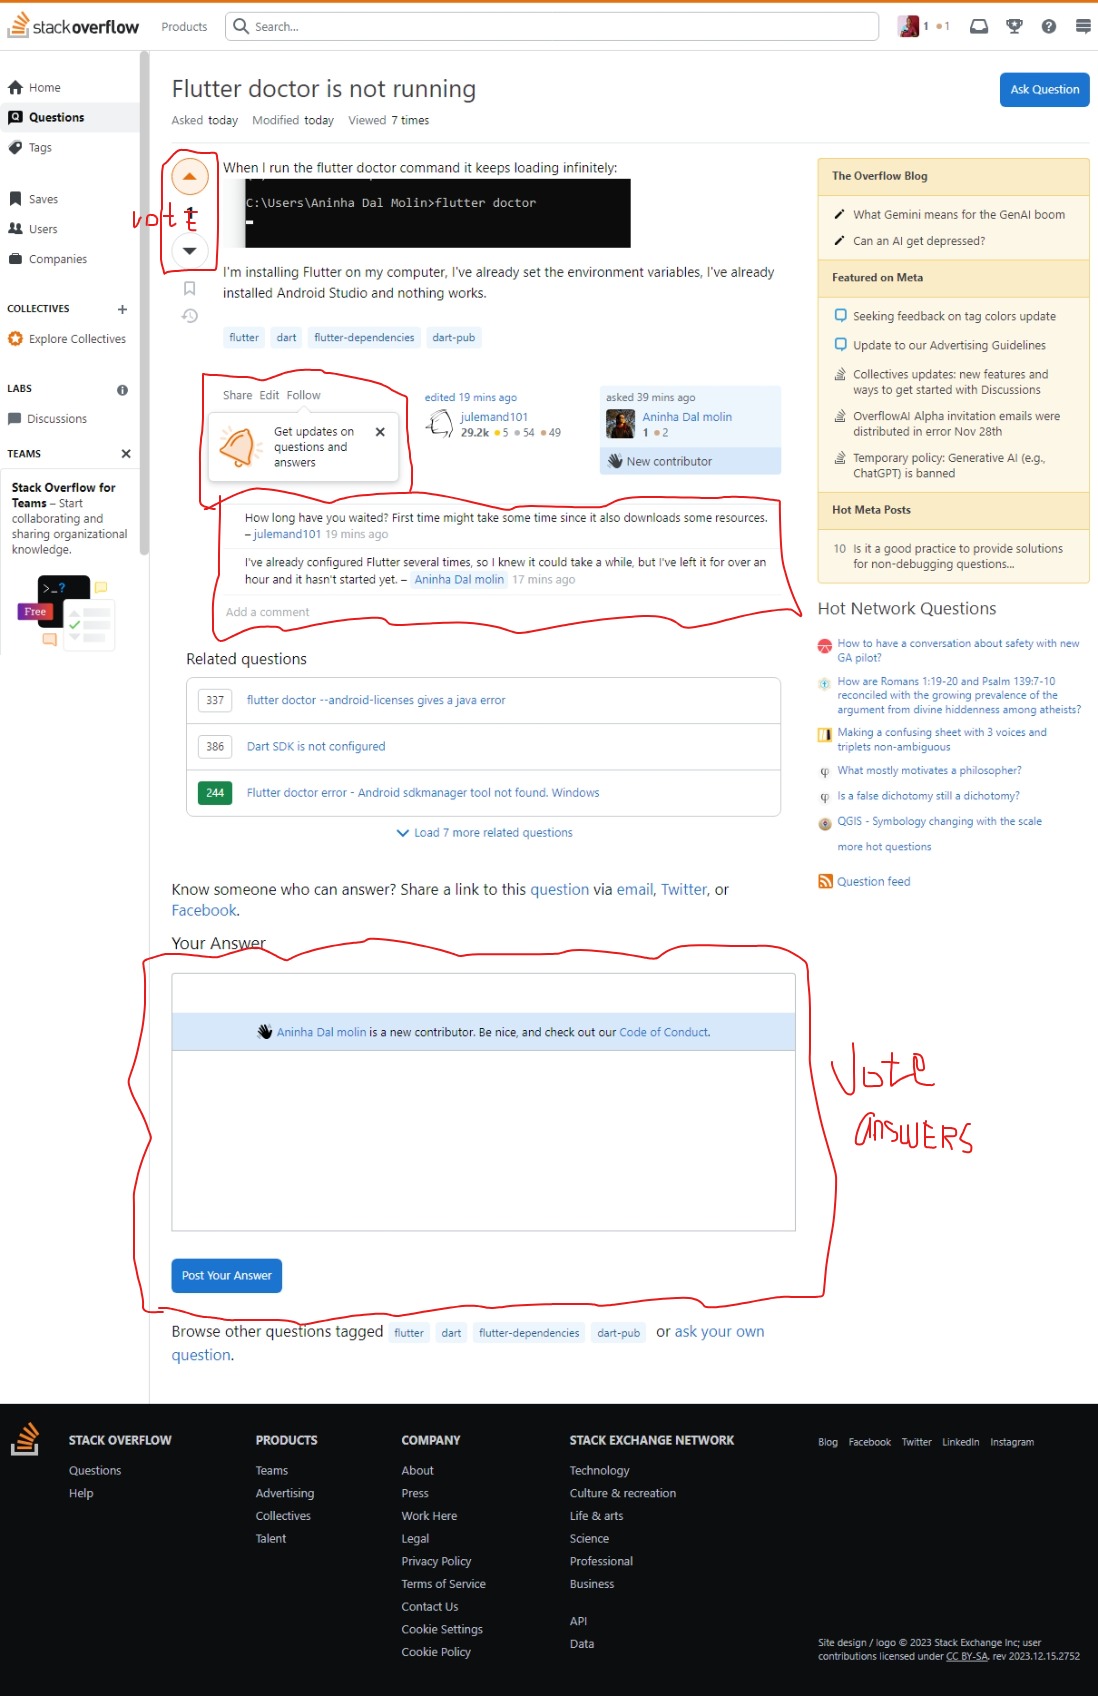 stack overflow
Products
Search...
1 • 1
Home
Questions
Tags
Saves
Users
Companies
COLLECTIVES +
Explore Collectives
LABS
Discussions
TEAMS
Stack Overflow for
Teams – Start
collaborating and
sharing organizational
knowledge.
>_?
Free
Flutter doctor is not running
Ask Question
Asked today Modified today Viewed 7 times
vote
1
When I run the flutter doctor command it keeps loading infinitely:
C:\Users\Aninha Dal Molin>flutter doctor
I'm installing Flutter on my computer, I've already set the environment variables, I've already
installed Android Studio and nothing works.
flutter dart flutter-dependencies dart-pub
Share Edit Follow
Get updates on
questions and
answers
edited 19 mins ago
julemand101
29.2k •5 •54 •49
asked 39 mins ago
Aninha Dal molin
1 •2
New contributor
How long have you waited? First time might take some time since it also downloads some resources.
– julemand101 19 mins ago
I've already configured Flutter several times, so I knew it could take a while, but I've left it for over an
hour and it hasn't started yet. – Aninha Dal molin 17 mins ago
Add a comment
Related questions
337 flutter doctor --android-licenses gives a java error
386 Dart SDK is not configured
244 Flutter doctor error - Android sdkmanager tool not found. Windows
Load 7 more related questions
Know someone who can answer? Share a link to this question via email, Twitter, or
Facebook.
Your Answer
Aninha Dal molin is a new contributor. Be nice, and check out our Code of Conduct.
Vote
ANSWERS
Post Your Answer
Browse other questions tagged flutter dart flutter-dependencies dart-pub or ask your own
question.
The Overflow Blog
What Gemini means for the GenAI boom
Can an AI get depressed?
Featured on Meta
Seeking feedback on tag colors update
Update to our Advertising Guidelines
Collectives updates: new features and
ways to get started with Discussions
OverflowAI Alpha invitation emails were
distributed in error Nov 28th
Temporary policy: Generative AI (e.g.,
ChatGPT) is banned
Hot Meta Posts
10 Is it a good practice to provide solutions
for non-debugging questions...
Hot Network Questions
How to have a conversation about safety with new
GA pilot?
How are Romans 1:19-20 and Psalm 139:7-10
reconciled with the growing prevalence of the
argument from divine hiddenness among atheists?
Making a confusing sheet with 3 voices and
triplets non-ambiguous
φ What mostly motivates a philosopher?
φ Is a false dichotomy still a dichotomy?
QGIS - Symbology changing with the scale
more hot questions
Question feed
STACK OVERFLOW
Questions
Help
PRODUCTS
Teams
Advertising
Collectives
Talent
COMPANY
About
Press
Work Here
Legal
Privacy Policy
Terms of Service
Contact Us
Cookie Settings
Cookie Policy
STACK EXCHANGE NETWORK
Technology
Culture & recreation
Life & arts
Science
Professional
Business
API
Data
Blog Facebook Twitter LinkedIn Instagram
Site design / logo © 2023 Stack Exchange Inc; user
contributions licensed under CC BY-SA. rev 2023.12.15.2752